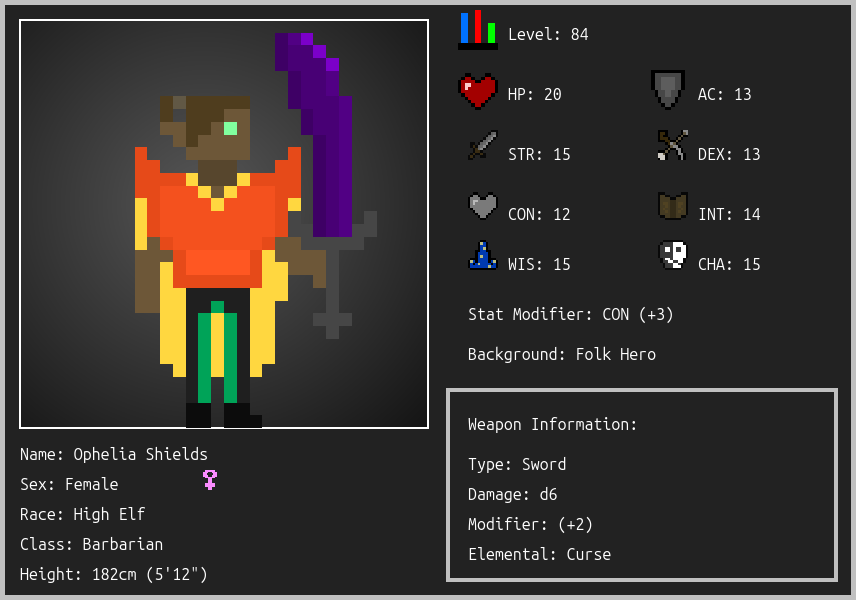 Level: 84
HP: 20
AC: 13
STR: 15
DEX: 13
CON: 12
INT: 14
WIS: 15
CHA: 15
Stat Modifier: CON (+3)
Background: Folk Hero
Weapon Information:
Type: Sword
Damage: d6
Modifier: (+2)
Elemental: Curse
Name: Ophelia Shields
Sex: Female
Race: High Elf
Class: Barbarian
Height: 182cm (5'12")